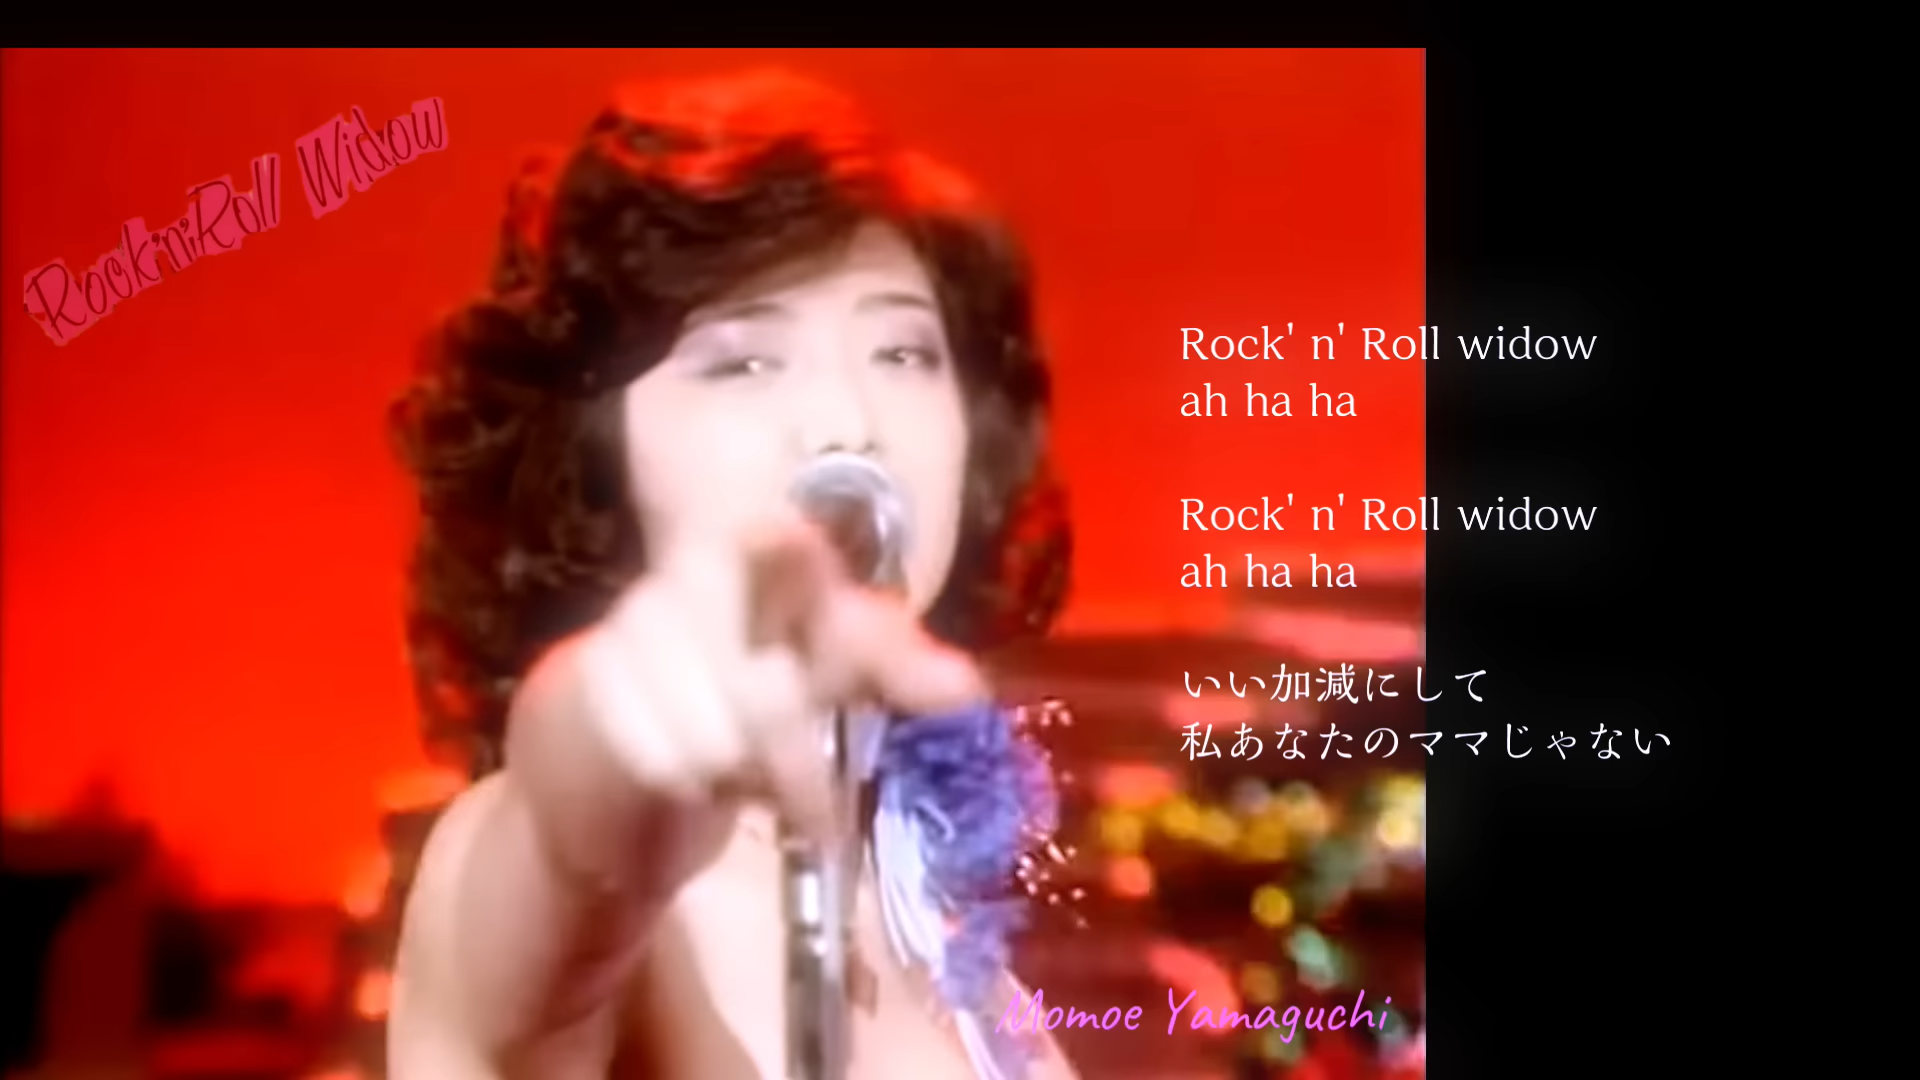 Rock'n'Roll Widow
Rock' n' Roll widow
ah ha ha
Rock' n' Roll widow
ah ha ha
いい加減にして
私あなたのママじゃない
Momoe Yamaguchi